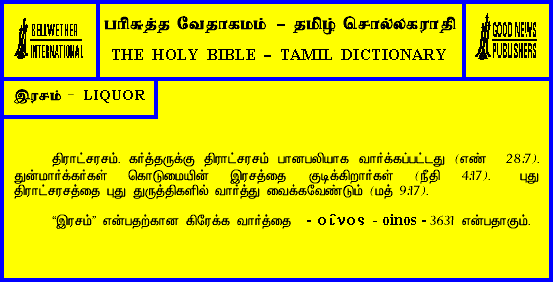 BELLWETHER
INTERNATIONAL
பரிசுத்த வேதாகமம் - தமிழ் சொல்லகராதி
THE HOLY BIBLE - TAMIL DICTIONARY
GOOD NEWS
PUBLISHERS
இரசம் - LIQUOR
திராட்சரசம். கர்த்தருக்கு திராட்சரசம் பானபலியாக வார்க்கப்பட்டது (எண் 28:7).
துன்மார்க்கர்கள் கொடுமையின் இரசத்தை குடிக்கிறார்கள் (நீதி 4:17). புது
திராட்சரசத்தை புது துருத்திகளில் வார்த்து வைக்கவேண்டும் (மத் 9:17).
“இரசம்” என்பதற்கான கிரேக்க வார்த்தை - οἶνος - oinos - 3631 என்பதாகும்.